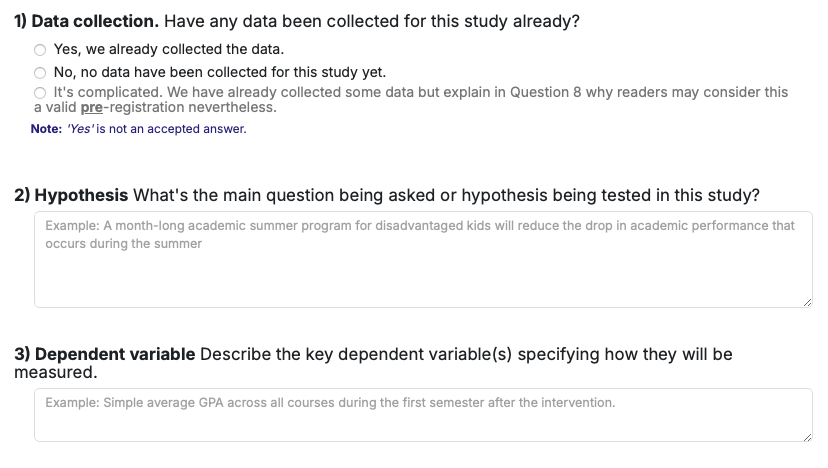 1) Data collection. Have any data been collected for this study already?
Yes, we already collected the data.
No, no data have been collected for this study yet.
It's complicated. We have already collected some data but explain in Question 8 why readers may consider this
a valid pre-registration nevertheless.
Note: 'Yes' is not an accepted answer.
2) Hypothesis What's the main question being asked or hypothesis being tested in this study?
Example: A month-long academic summer program for disadvantaged kids will reduce the drop in academic performance that
occurs during the summer
3) Dependent variable Describe the key dependent variable(s) specifying how they will be
measured.
Example: Simple average GPA across all courses during the first semester after the intervention.